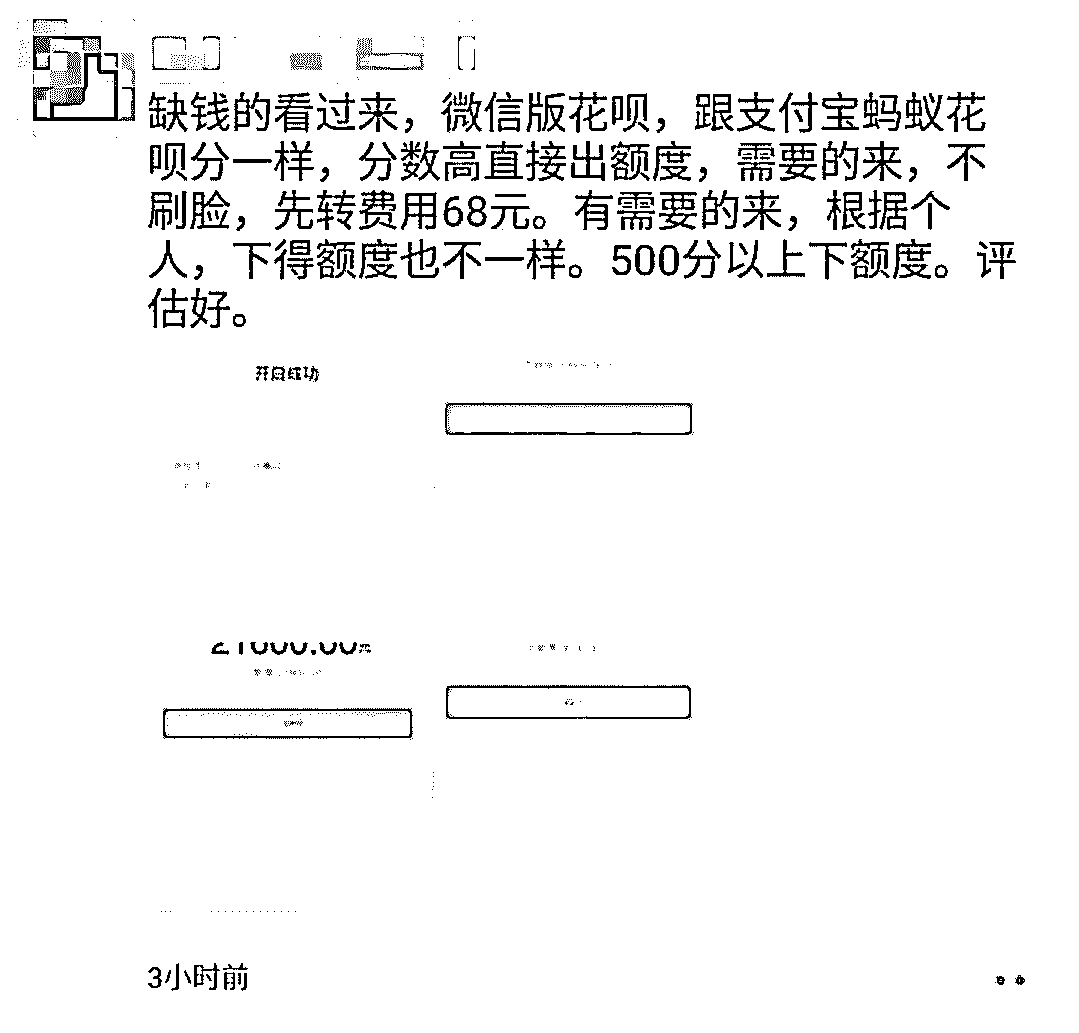 缺钱的看过来，微信版花呗，跟支付宝蚂蚁花
呗分一样，分数高直接出额度，需要的来，不
刷脸，先转费用68元。有需要的来，根据个
人，下得额度也不一样。500分以上下额度。评
估好。
开启成功
21000.00元
3小时前